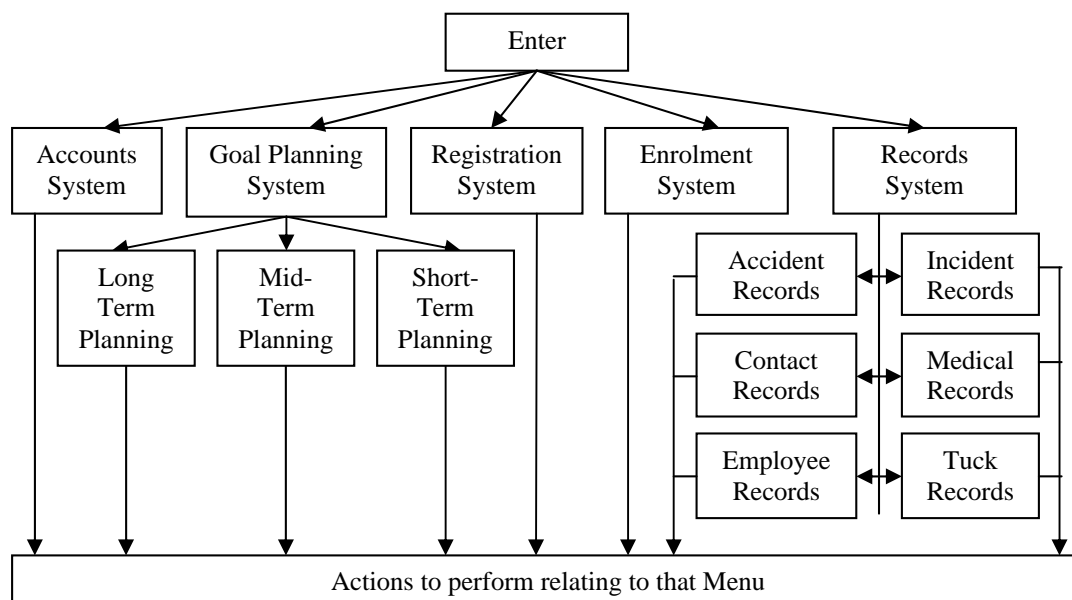 Enter
Accounts
System
Goal Planning
System
Registration
System
Enrolment
System
Records
System
Long
Term
Planning
Mid-
Term
Planning
Short-
Term
Planning
Accident
Records
Incident
Records
Contact
Records
Medical
Records
Employee
Records
Tuck
Records
Actions to perform relating to that Menu